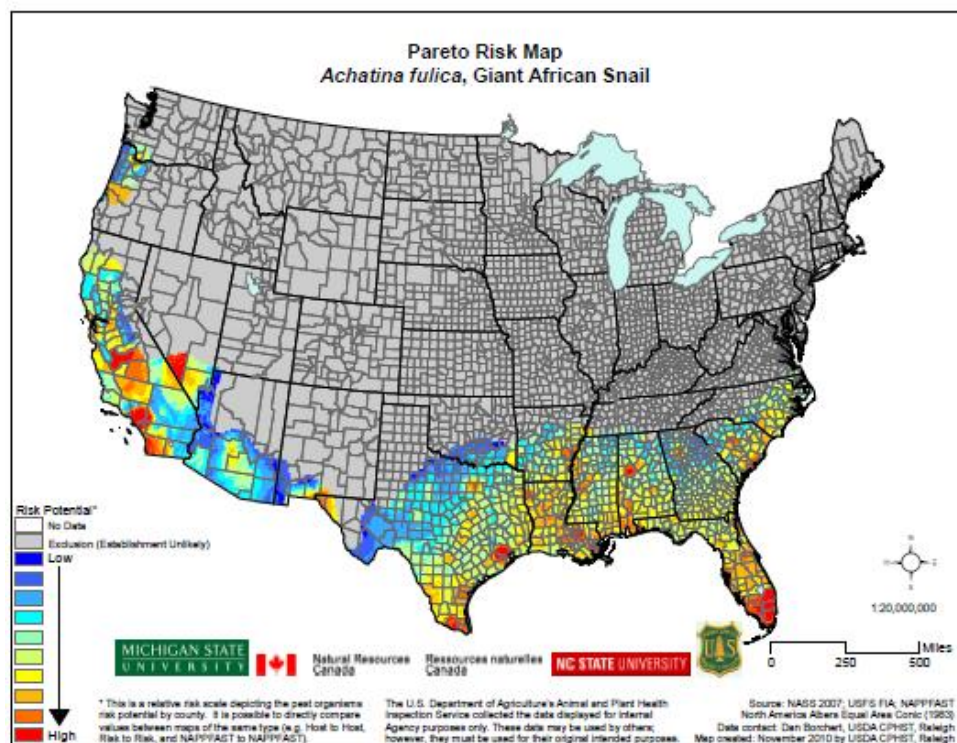 Pareto Risk Map
Achatina fulica, Giant African Snail
Risk Potential*
No Data
Exclusion (Establishment Unlikely)
Low
High
1:20,000,000
Miles
0 250 500
MICHIGAN STATE
UNIVERSITY
Natural Resources
Canada
Ressources naturelles
Canada
NC STATE UNIVERSITY
UAS
* This is a relative risk scale depicting the pest organisms
risk potential by county. It is possible to directly compare
values between maps of the same type (e.g. Host to Host,
Risk to Risk, and NAPPFAST to NAPPFAST).
The U.S. Department of Agriculture's Animal and Plant Health
Inspection Service collected the data displayed for internal
Agency purposes only. These data may be used by others;
however, they must be used for their original intended purposes.
Source: NASS 2007; USFS FIA; NAPPFAST
North America Albers Equal Area Conic (1983)
Data contact: Dan Borchert, USDA CPHST, Raleigh
Map created: November 2010 by USDA CPHST, Raleigh